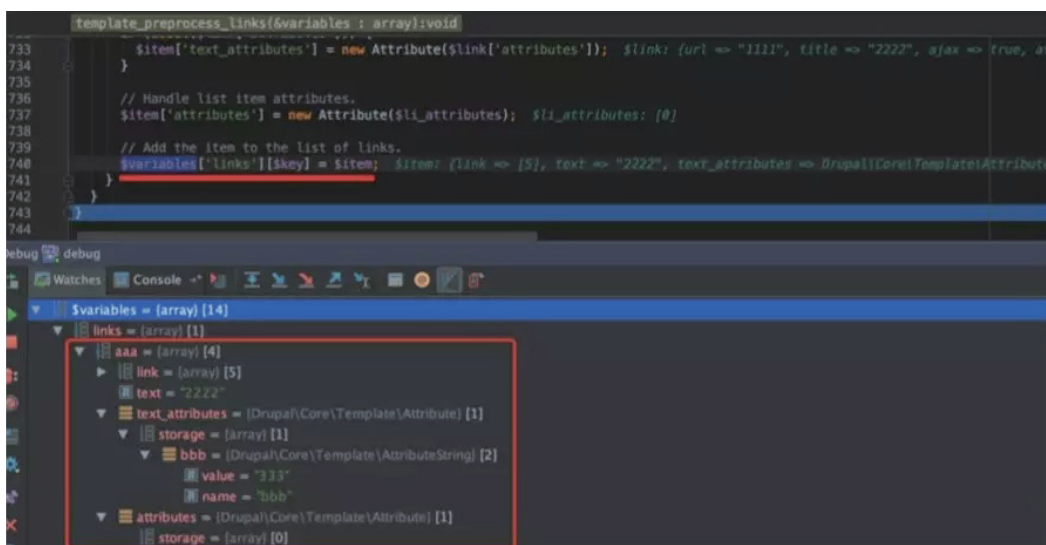 template_preprocess_links(&variables : array):void
733 $item['text_attributes'] = new Attribute($link['attributes']); $link: {url => "1111", title => "2222", ajax => true, a
734 }
735
736 // Handle list item attributes.
737 $item['attributes'] = new Attribute($li_attributes); $li_attributes: [0]
738
739 // Add the item to the list of links.
740 $variables['links'][$key] = $item; $item: {link => [5], text => "2222", text_attributes => Drupal\Core\Template\Attribute
741 }
742 }
743 }
744
ebug debug
Watches Console
$variables = {array} [14]
links = {array} [1]
aaa = {array} [4]
link = {array} [5]
text = "2222"
text_attributes = {Drupal\Core\Template\Attribute} [1]
storage = {array} [1]
bbb = {Drupal\Core\Template\AttributeString} [2]
value = "333"
name = "bbb"
attributes = {Drupal\Core\Template\Attribute} [1]
storage = {array} [0]